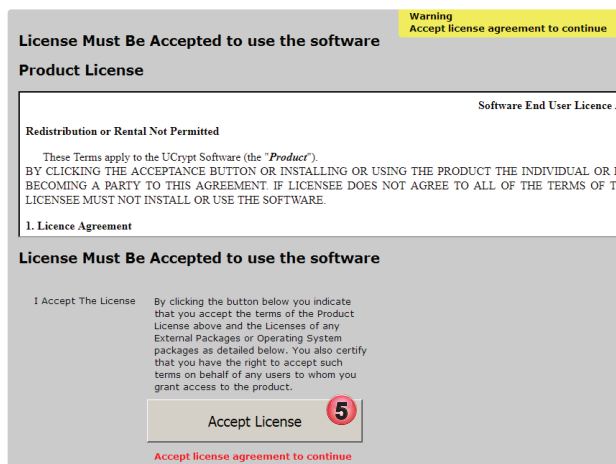 Warning
Accept license agreement to continue
License Must Be Accepted to use the software
Product License
Software End User Licence
Redistribution or Rental Not Permitted
These Terms apply to the UCrypt Software (the "Product").
BY CLICKING THE ACCEPTANCE BUTTON OR INSTALLING OR USING THE PRODUCT THE INDIVIDUAL OR
BECOMING A PARTY TO THIS AGREEMENT. IF LICENSEE DOES NOT AGREE TO ALL OF THE TERMS OF
LICENSEE MUST NOT INSTALL OR USE THE SOFTWARE.
1. Licence Agreement
License Must Be Accepted to use the software
I Accept The License
By clicking the button below you indicate
that you accept the terms of the Product
License above and the Licenses of any
External Packages or Operating System
packages as detailed below. You also certify
that you have the right to accept such
terms on behalf of any users to whom you
grant access to the product.
Accept License
5
Accept license agreement to continue